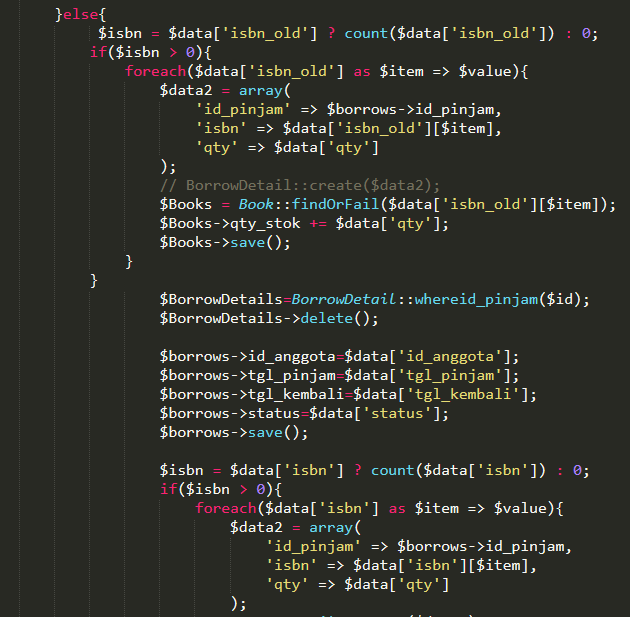 }else{
$isbn = $data['isbn_old'] ? count($data['isbn_old']) : 0;
if($isbn > 0){
foreach($data['isbn_old'] as $item => $value){
$data2 = array(
'id_pinjam' => $borrows->id_pinjam,
'isbn' => $data['isbn_old'][$item],
'qty' => $data['qty']
);
// BorrowDetail::create($data2);
$Books = Book::findOrFail($data['isbn_old'][$item]);
$Books->qty_stok += $data['qty'];
$Books->save();
}
}
$BorrowDetails=BorrowDetail::whereid_pinjam($id);
$BorrowDetails->delete();
$borrows->id_anggota=$data['id_anggota'];
$borrows->tgl_pinjam=$data['tgl_pinjam'];
$borrows->tgl_kembali=$data['tgl_kembali'];
$borrows->status=$data['status'];
$borrows->save();
$isbn = $data['isbn'] ? count($data['isbn']) : 0;
if($isbn > 0){
foreach($data['isbn'] as $item => $value){
$data2 = array(
'id_pinjam' => $borrows->id_pinjam,
'isbn' => $data['isbn'][$item],
'qty' => $data['qty']
);